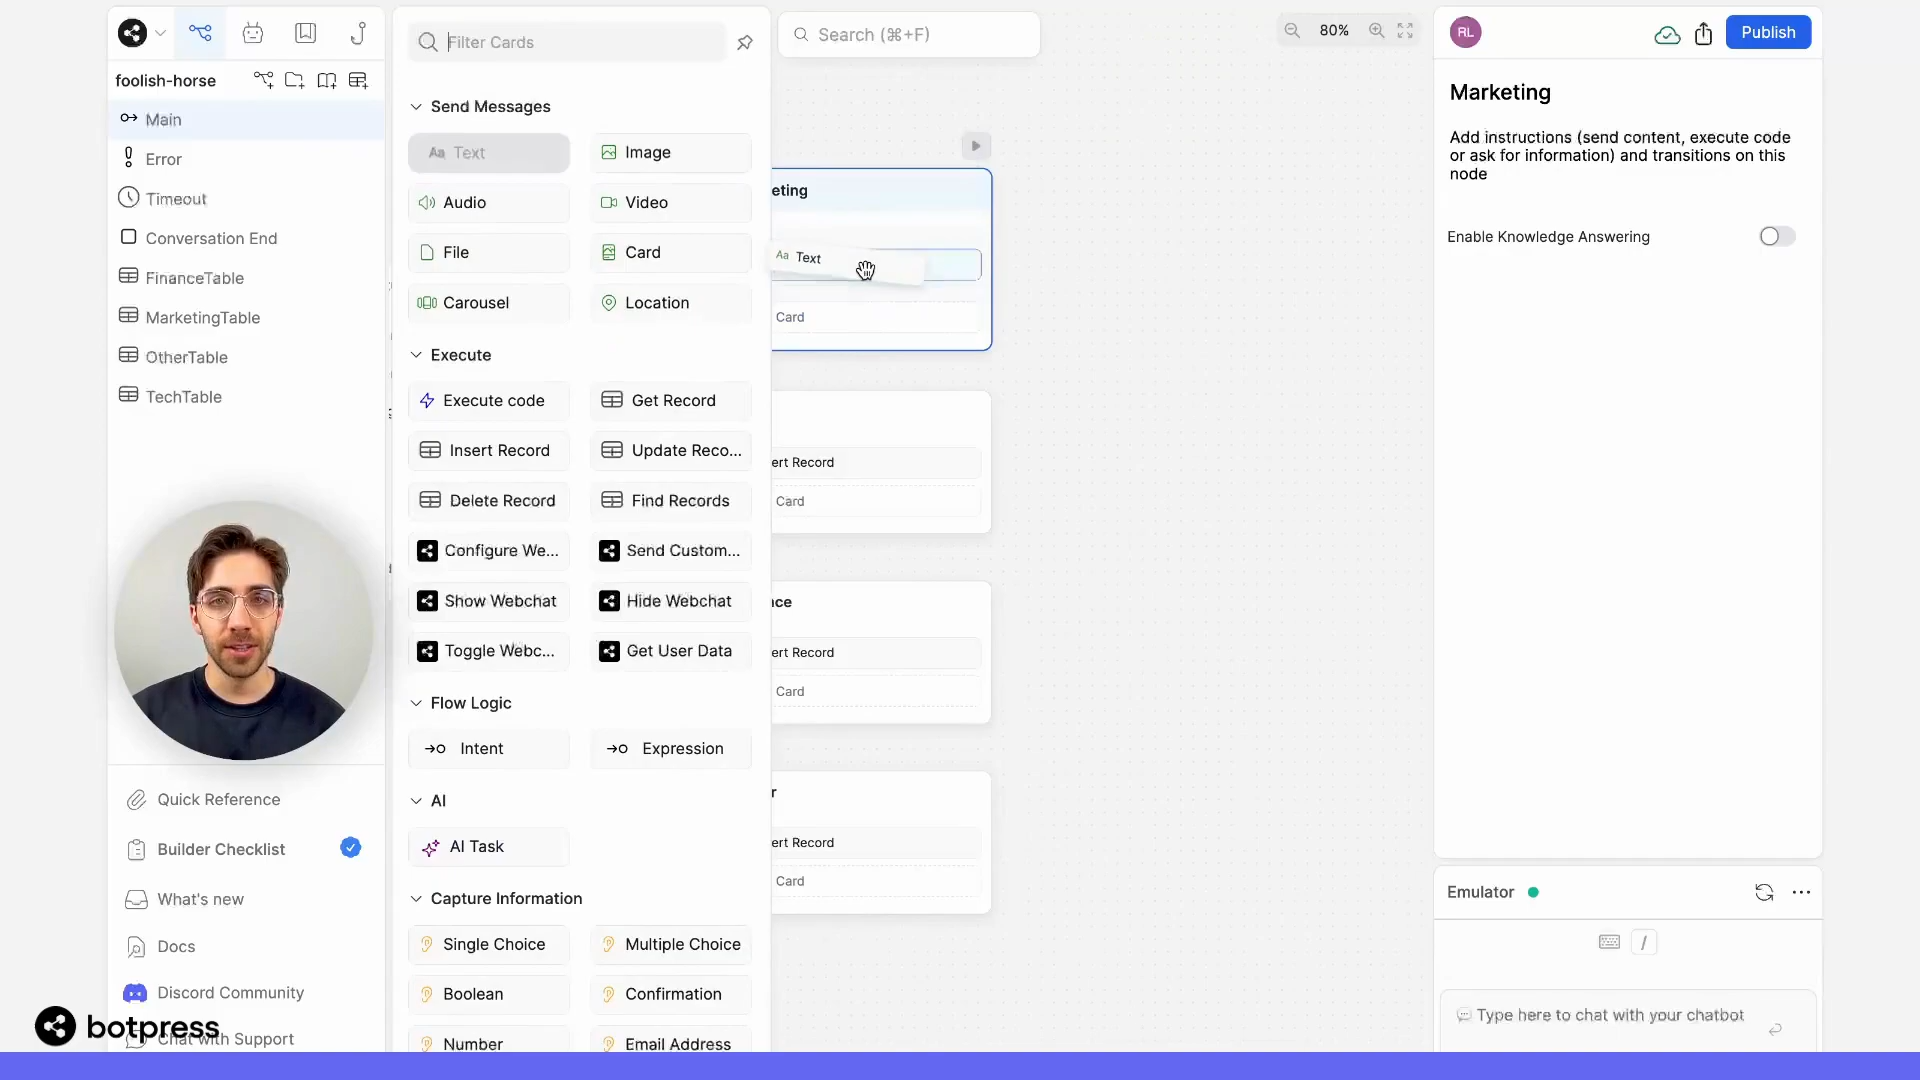 Filter Cards
Search (⌘+F)
80%
RL
Publish
foolish-horse
Main
Error
Timeout
Conversation End
FinanceTable
MarketingTable
OtherTable
TechTable
Quick Reference
Builder Checklist
What's new
Docs
Discord Community
Chat with Support
botpress
Send Messages
Aa Text
Image
Audio
Video
File
Card
Carousel
Location
Execute
Execute code
Get Record
Insert Record
Update Reco...
Delete Record
Find Records
Configure We...
Send Custom...
Show Webchat
Hide Webchat
Toggle Webc...
Get User Data
Flow Logic
Intent
Expression
AI
AI Task
Capture Information
Single Choice
Multiple Choice
Boolean
Confirmation
Number
Email Address
eting
Aa Text
Card
ert Record
Card
nce
ert Record
Card
r
ert Record
Card
Marketing
Add instructions (send content, execute code
or ask for information) and transitions on this
node
Enable Knowledge Answering
Emulator
/
Type here to chat with your chatbot